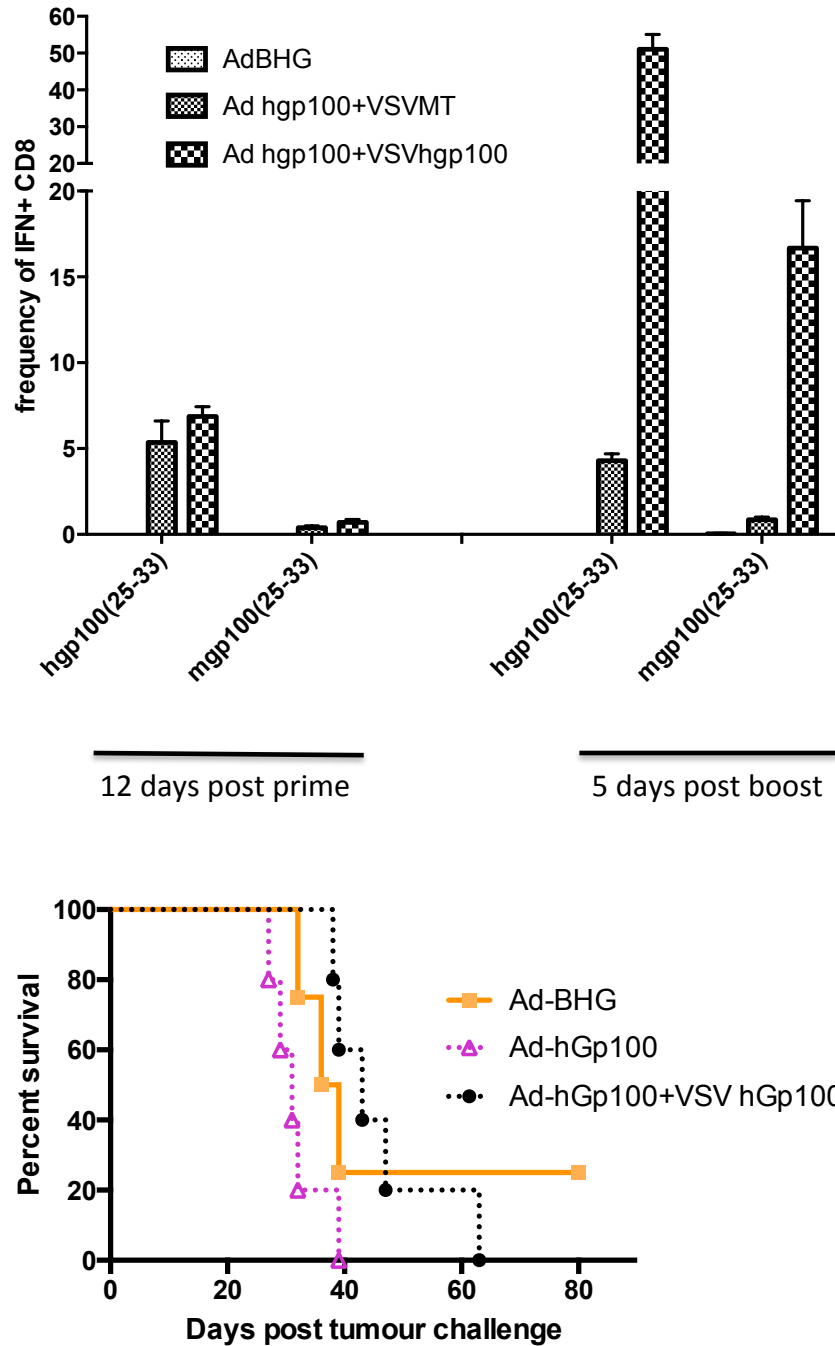 frequency of IFN+ CD8
60
50
40
30
20
20
15
10
5
0
AdBHG
Ad hgp100+VSVMT
Ad hgp100+VSVhgp100
hgp100(25-33)
mgp100(25-33)
hgp100(25-33)
mgp100(25-33)
12 days post prime
5 days post boost
Percent survival
100
80
60
40
20
0
Ad-BHG
Ad-hGp100
Ad-hGp100+VSV hGp100
0 20 40 60 80
Days post tumour challenge